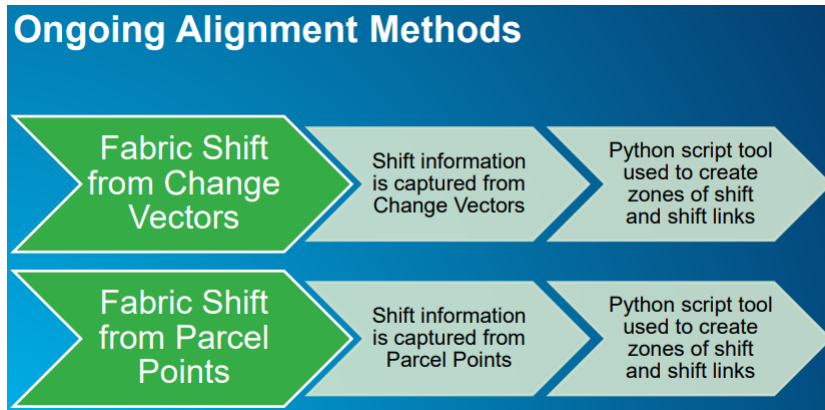 Ongoing Alignment Methods
Fabric Shift
from Change
Vectors
Shift information
is captured from
Change Vectors
Python script tool
used to create
zones of shift
and shift links
Fabric Shift
from Parcel
Points
Shift information
is captured from
Parcel Points
Python script tool
used to create
zones of shift
and shift links